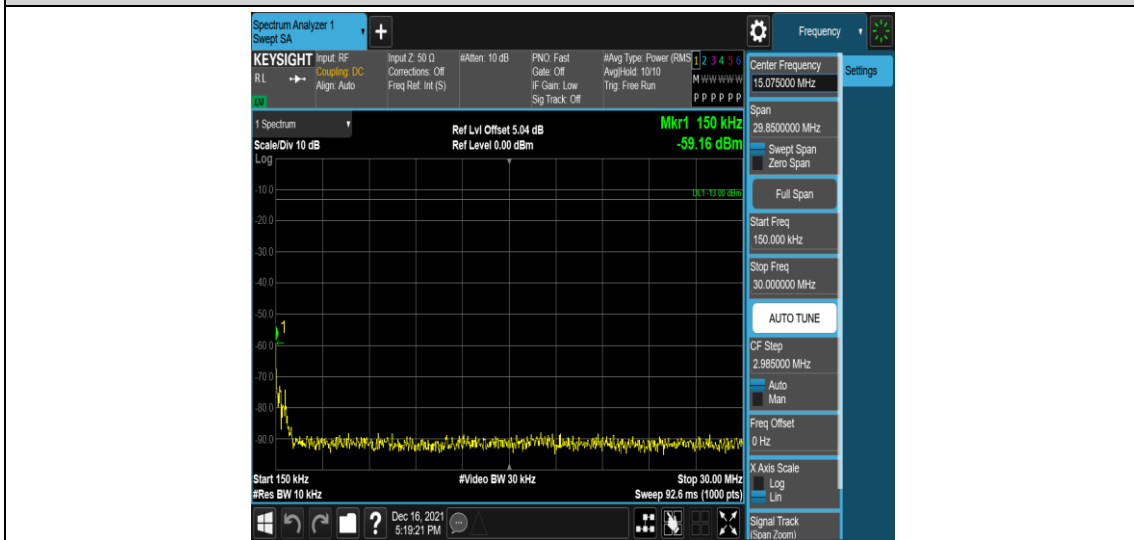 Spectrum Analyzer 1
Swept SA
+
Frequency
KEYSIGHT
RL
LXI
Input: RF
Coupling: DC
Align: Auto
Input Z: 50 Ω
Corrections: Off
Freq Ref: Int (S)
#Atten: 10 dB
PNO: Fast
Gate: Off
IF Gain: Low
Sig Track: Off
#Avg Type: Power (RMS
Avg|Hold: 10/10
Trig: Free Run
1 2 3 4 5 6
M W W W W W
P P P P P P
1 Spectrum
Scale/Div 10 dB
Log
Ref Lvl Offset 5.04 dB
Ref Level 0.00 dBm
Mkr1 150 kHz
-59.16 dBm
DL1 -13.00 dBm
-10.0
-20.0
-30.0
-40.0
-50.0
1
-60.0
-70.0
-80.0
-90.0
Start 150 kHz
#Video BW 30 kHz
Stop 30.00 MHz
#Res BW 10 kHz
Sweep 92.6 ms (1000 pts)
?
Dec 16, 2021
5:19:21 PM
Center Frequency
15.075000 MHz
Settings
Span
29.8500000 MHz
Swept Span
Zero Span
Full Span
Start Freq
150.000 kHz
Stop Freq
30.000000 MHz
AUTO TUNE
CF Step
2.985000 MHz
Auto
Man
Freq Offset
0 Hz
X Axis Scale
Log
Lin
Signal Track
(Span Zoom)